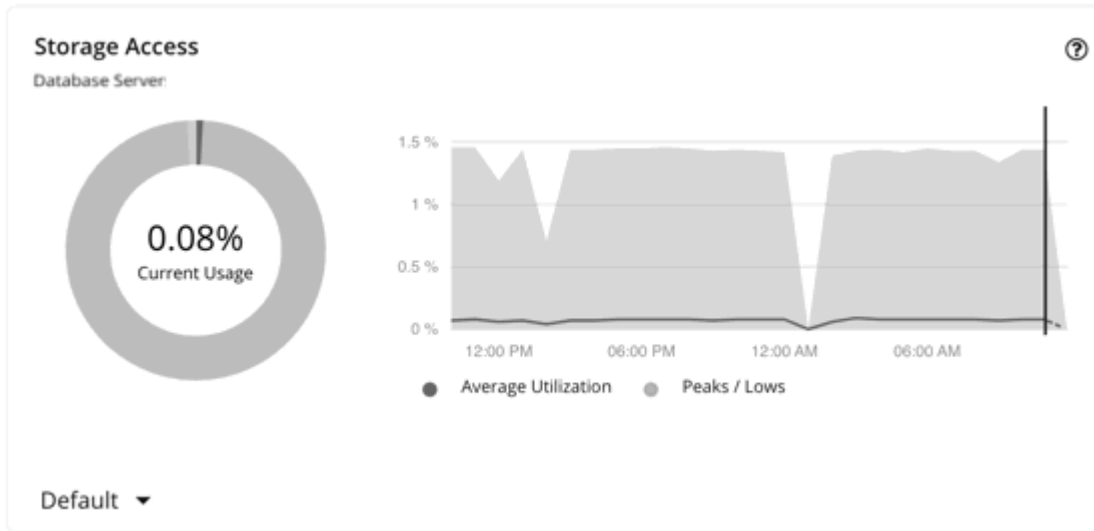 Storage Access
?
Database Server
0.08%
Current Usage
1.5 %
1 %
0.5 %
0 %
12:00 PM 06:00 PM 12:00 AM 06:00 AM
Average Utilization Peaks / Lows
Default